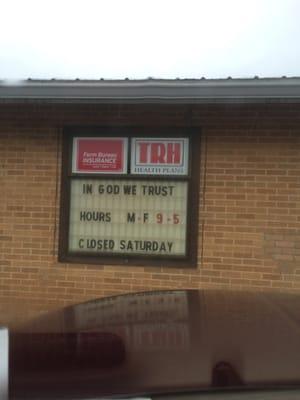 Farm Bureau
INSURANCE
TRH
HEALTH PLANS
IN GOD WE TRUST
HOURS M-F 9-5
CLOSED SATURDAY